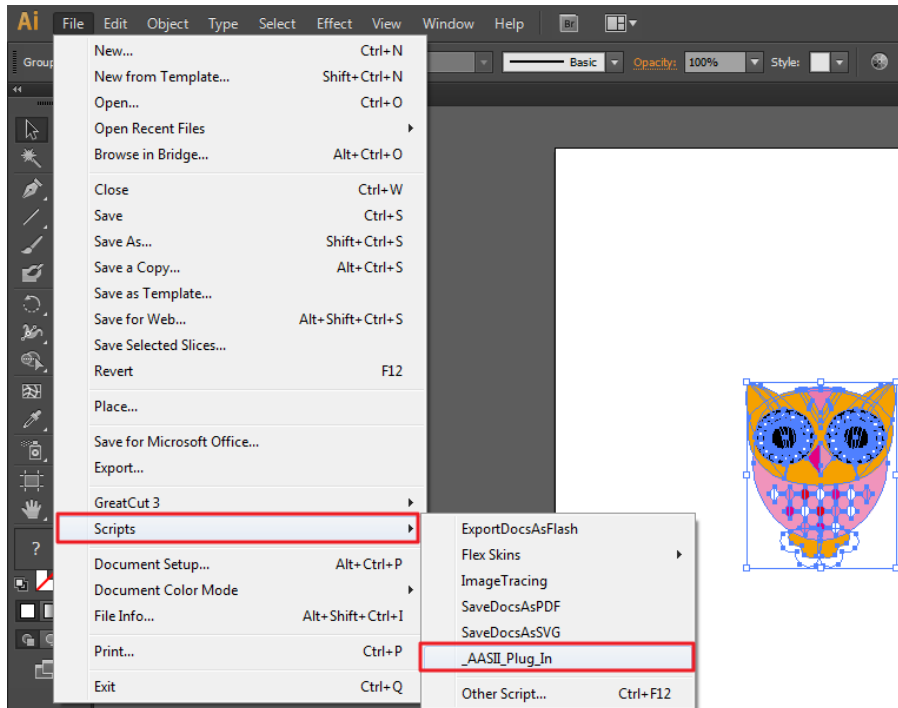 Ai File Edit Object Type Select Effect View Window Help Br
Group Basic Opacity: 100% Style:
New... Ctrl+N
New from Template... Shift+Ctrl+N
Open... Ctrl+O
Open Recent Files
Browse in Bridge... Alt+Ctrl+O
Close Ctrl+W
Save Ctrl+S
Save As... Shift+Ctrl+S
Save a Copy... Alt+Ctrl+S
Save as Template...
Save for Web... Alt+Shift+Ctrl+S
Save Selected Slices...
Revert F12
Place...
Save for Microsoft Office...
Export...
GreatCut 3
Scripts
Document Setup... Alt+Ctrl+P
Document Color Mode
File Info... Alt+Shift+Ctrl+I
Print... Ctrl+P
Exit Ctrl+Q
ExportDocsAsFlash
Flex Skins
ImageTracing
SaveDocsAsPDF
SaveDocsAsSVG
_AASII_Plug_In
Other Script... Ctrl+F12
?